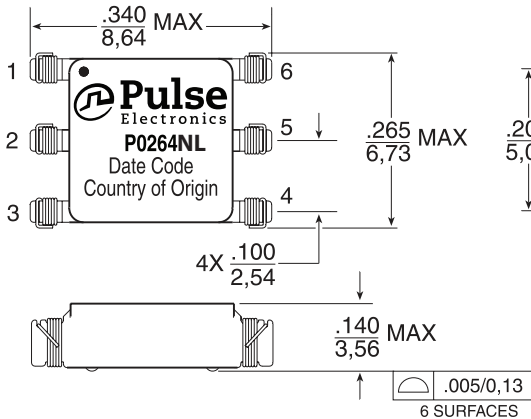 .340
8,64 MAX
1
6
Pulse
Electronics
2
5
P0264NL
Date Code
Country of Origin
3
4
.265
6,73 MAX
4X .100
2,54
.140
3,56 MAX
.005/0,13
6 SURFACES